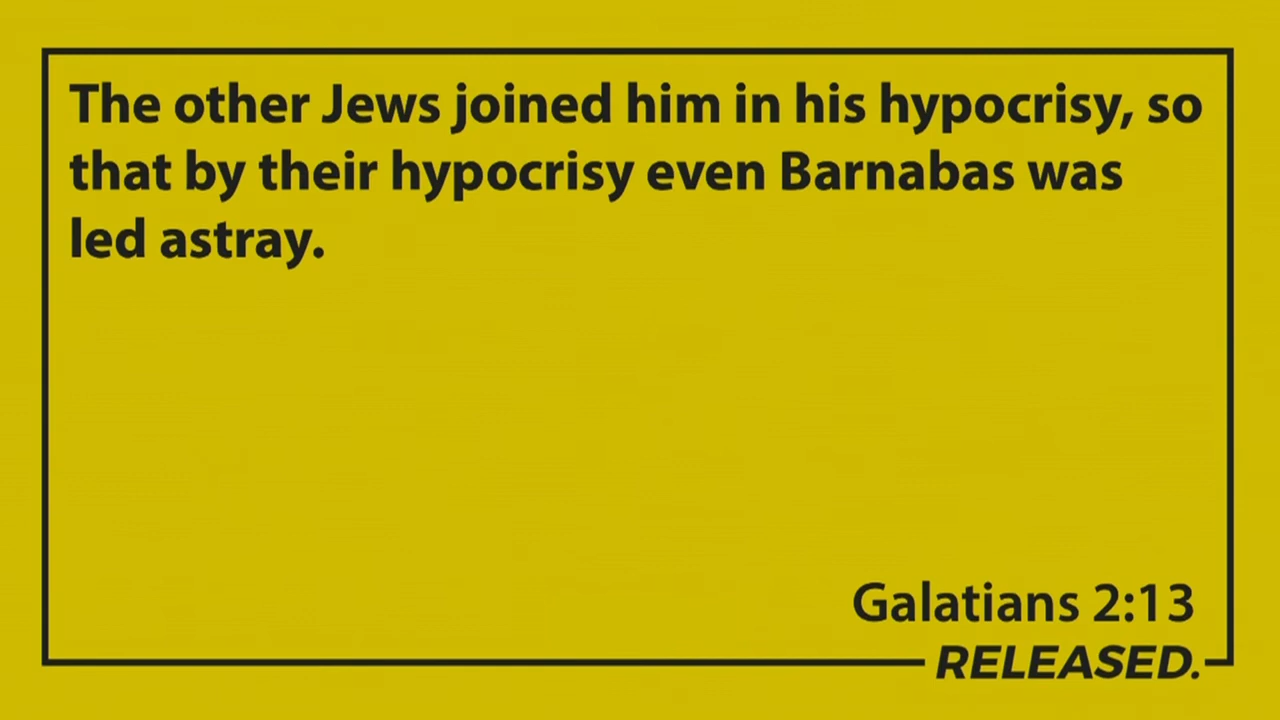 The other Jews joined him in his hypocrisy, so
that by their hypocrisy even Barnabas was
led astray.
Galatians 2:13
RELEASED.